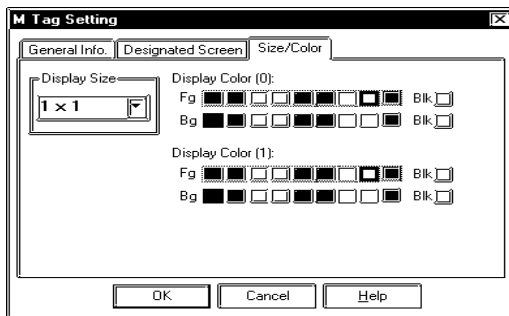 M Tag Setting
General Info. Designated Screen Size/Color
Display Size
1 x 1
Display Color (0):
Fg Blk
Bg Blk
Display Color (1):
Fg Blk
Bg Blk
OK Cancel Help